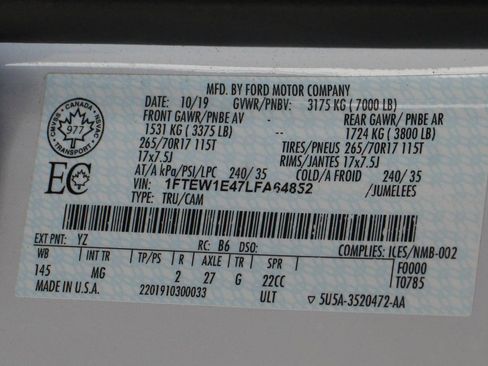 MFD. BY FORD MOTOR COMPANY
DATE: 10/19 GVWR/PNBV: 3175 KG ( 7000 LB)
FRONT GAWR/PNBE AV REAR GAWR/ PNBE AR
1531 KG ( 3375 LB) 1724 KG ( 3800 LB)
265/70R17 115T TIRES/PNEUS 265/70R17 115T
17x7.5J RIMS/JANTES 17x7.5J
AT/A kPa/PSI/LPC 240/ 35 COLD/A FROID 240/ 35
VIN: 1FTEW1E47LFA64852 /JUMELEES
TYPE: TRU/CAM
CANADA
CMVSS NSVAC
977
TRANSPORT
EC
EXT PNT: YZ RC: B6 DSO: COMPLIES: ICES/NMB-002
WB INT TR TP/PS R AXLE TR SPR F0000
145 MG 2 27 G 22CC T0785
MADE IN U.S.A. 2201910300033 ULT 5U5A-3520472-AA